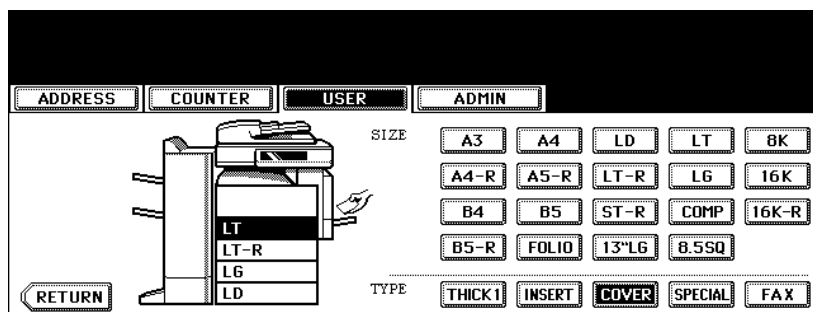 ADDRESS COUNTER USER ADMIN
SIZE A3 A4 LD LT 8K
A4-R A5-R LT-R LG 16K
B4 B5 ST-R COMP 16K-R
LT
LT-R B5-R FOLIO 13"LG 8.5SQ
LG
LD
RETURN TYPE THICK1 INSERT COVER SPECIAL FAX